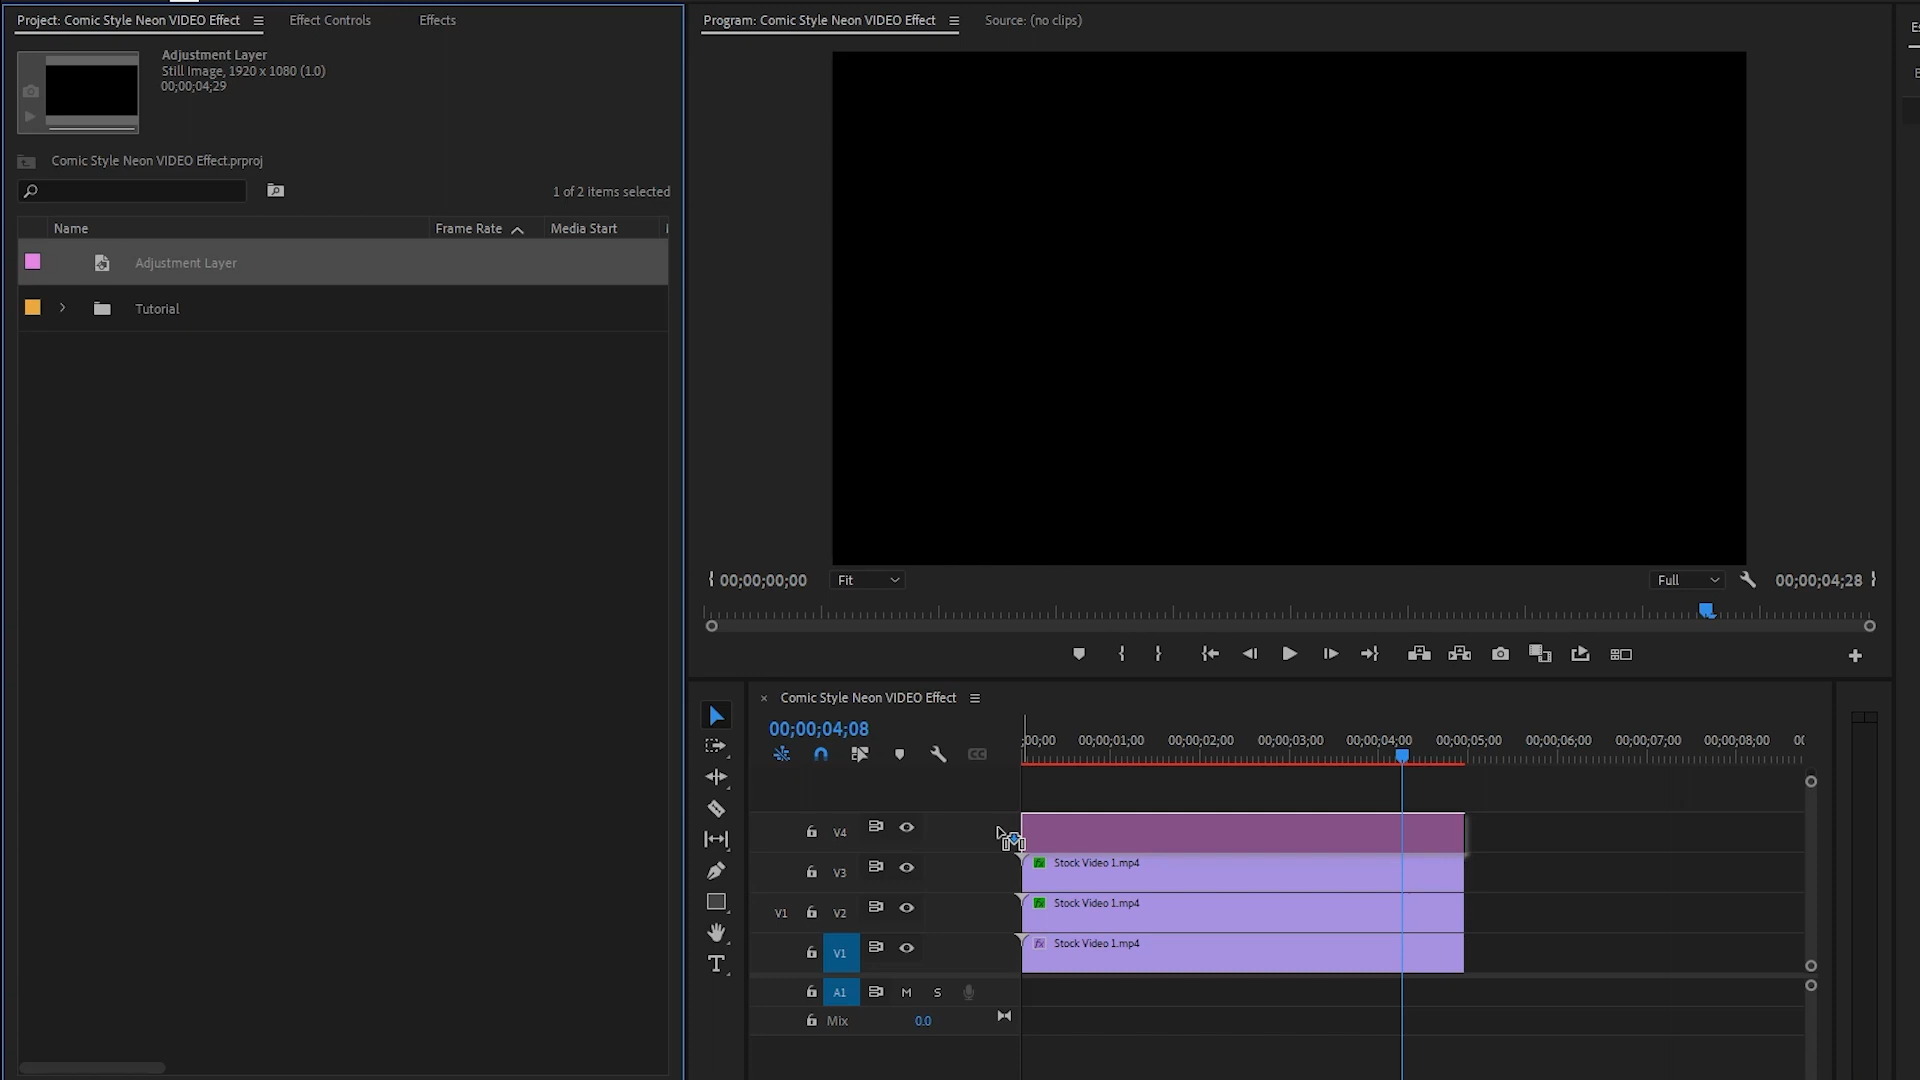 Project: Comic Style Neon VIDEO Effect
Effect Controls
Effects
Program: Comic Style Neon VIDEO Effect
Source: (no clips)
Adjustment Layer
Still Image, 1920 x 1080 (1.0)
00;00;04;29
Comic Style Neon VIDEO Effect.prproj
1 of 2 items selected
Name
Frame Rate
Media Start
Adjustment Layer
Tutorial
00;00;00;00
Fit
Full
00;00;04;28
× Comic Style Neon VIDEO Effect
00;00;04;08
;00;00
00;00;01;00
00;00;02;00
00;00;03;00
00;00;04;00
00;00;05;00
00;00;06;00
00;00;07;00
00;00;08;00
V4
V3
Stock Video 1.mp4
V1
V2
Stock Video 1.mp4
V1
Stock Video 1.mp4
A1
M
S
Mix
0.0